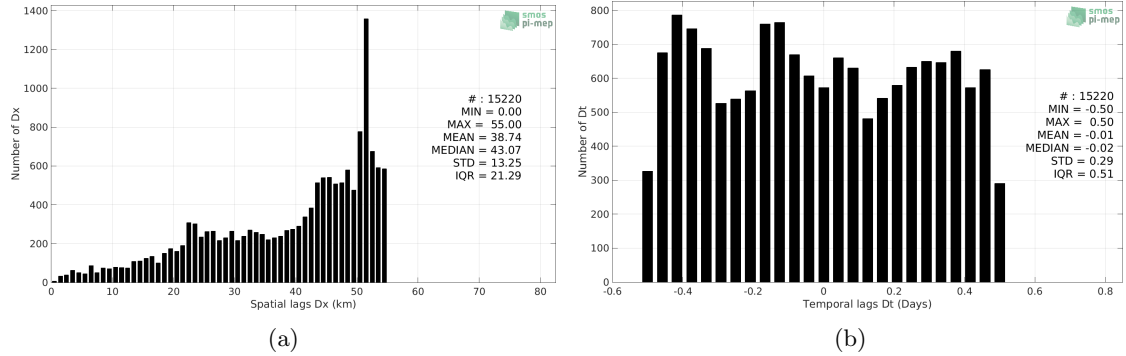 1400
1200
1000
800
600
400
200
0
Number of Dx
0 10 20 30 40 50 60 70 80
Spatial lags Dx (km)
smos
pi-mep
# : 15220
MIN = 0.00
MAX = 55.00
MEAN = 38.74
MEDIAN = 43.07
STD = 13.25
IQR = 21.29
(a)
800
700
600
500
400
300
200
100
0
Number of Dt
-0.6 -0.4 -0.2 0 0.2 0.4 0.6 0.8
Temporal lags Dt (Days)
smos
pi-mep
# : 15220
MIN = -0.50
MAX = 0.50
MEAN = -0.01
MEDIAN = -0.02
STD = 0.29
IQR = 0.51
(b)